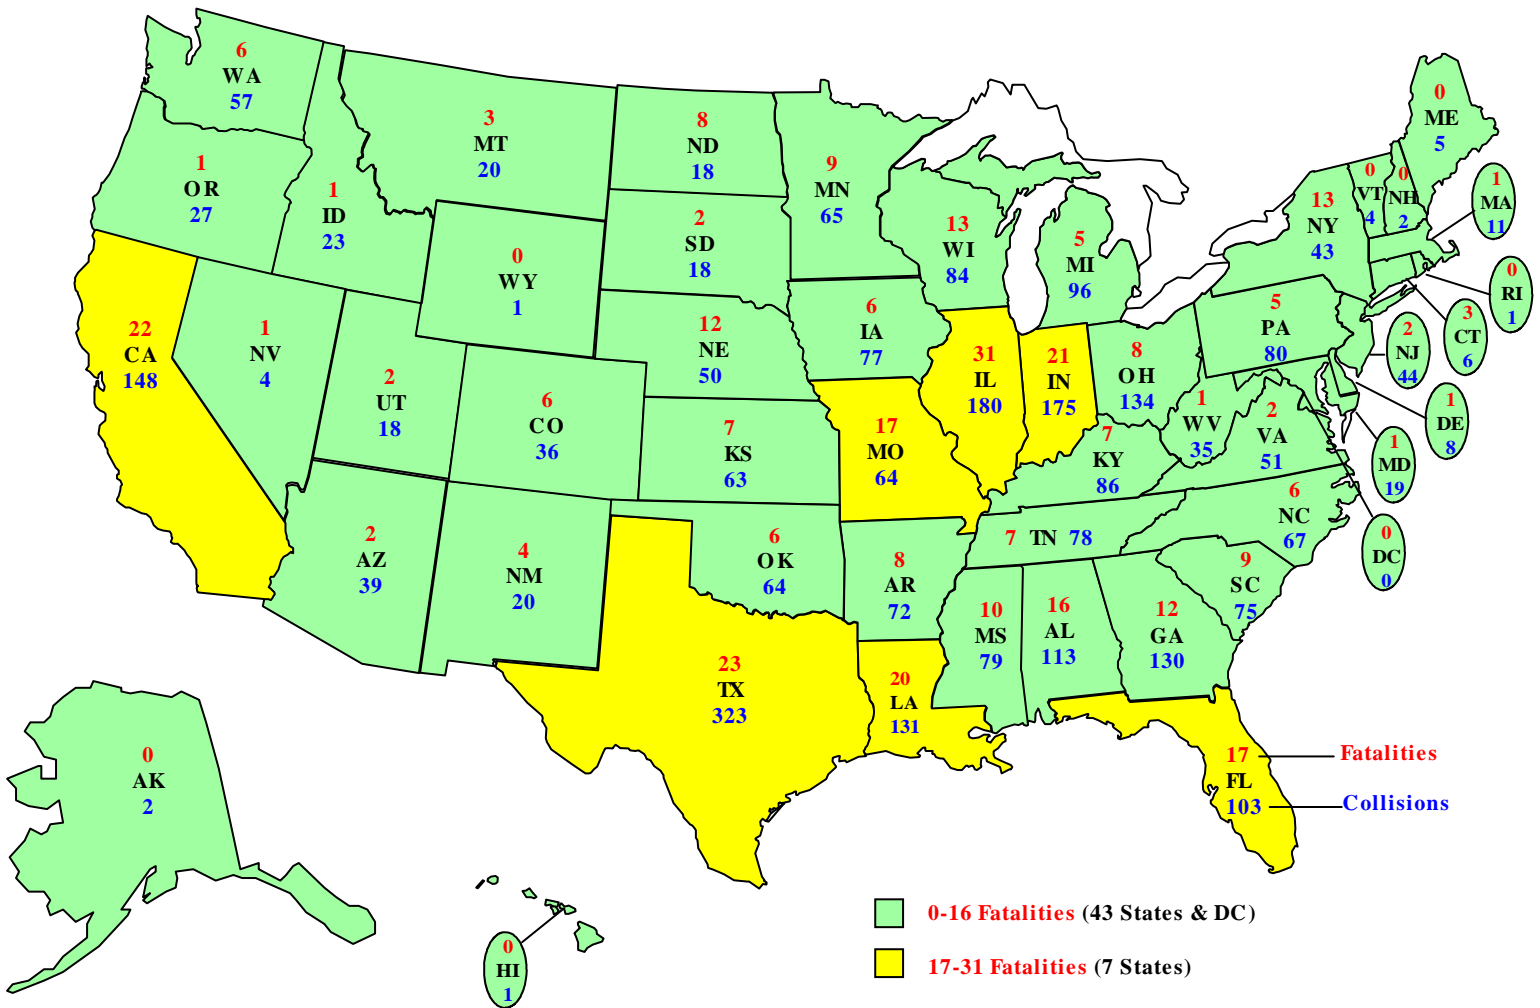 6
WA
57
3
MT
20
8
ND
18
9
MN
65
0
ME
5
1
OR
27
1
ID
23
2
SD
18
13
WI
84
5
MI
96
13
NY
43
0
VT
4
0
NH
2
1
MA
11
0
WY
1
0
RI
1
22
CA
148
1
NV
4
2
UT
18
6
CO
36
12
NE
50
6
IA
77
31
IL
180
21
IN
175
8
OH
134
5
PA
80
2
NJ
44
3
CT
6
7
KS
63
17
MO
64
7
KY
86
1
WV
35
2
VA
51
1
MD
19
1
DE
8
2
AZ
39
4
NM
20
6
OK
64
8
AR
72
7 TN 78
6
NC
67
0
DC
0
9
SC
75
23
TX
323
20
LA
131
10
MS
79
16
AL
113
12
GA
130
17
FL
103
Fatalities
Collisions
0
AK
2
0
HI
1
0-16 Fatalities (43 States & DC)
17-31 Fatalities (7 States)